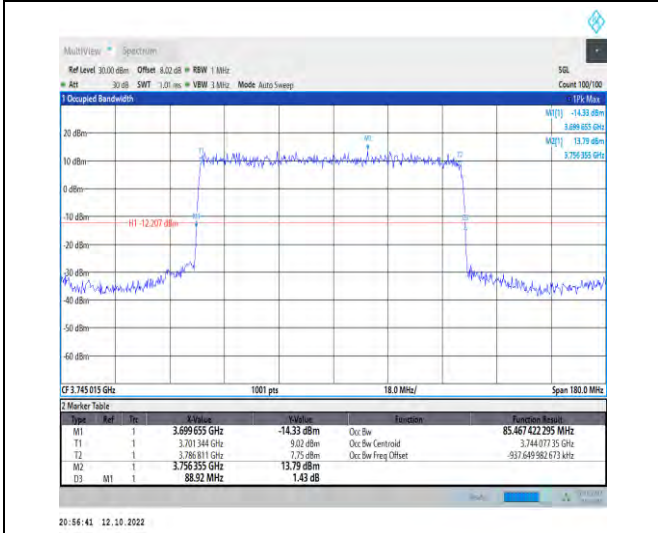 MultiView Spectrum
Ref Level 30.00 dBm Offset 8.02 dB RBW 1 MHz SGL
Att 30 dB SWT 1.01 ms VBW 3 MHz Mode Auto Sweep Count 100/100
1 Occupied Bandwidth 1Pk Max
M1[1] -14.33 dBm
3.699 655 GHz
M2[1] 13.79 dBm
3.756 355 GHz
20 dBm
10 dBm
0 dBm
-10 dBm
H1 -12.207 dBm
-30 dBm
-40 dBm
-50 dBm
-60 dBm
CF 3.745 015 GHz 1001 pts 18.0 MHz/ Span 180.0 MHz
2 Marker Table
Type Ref Trc X-Value Y-Value Function Function Result
M1 1 3.699 655 GHz -14.33 dBm Occ Bw 85.467 422 295 MHz
T1 1 3.701 344 GHz 9.02 dBm Occ Bw Centroid 3.744 077 35 GHz
T2 1 3.786 811 GHz 7.75 dBm Occ Bw Freq Offset -937.649 982 673 kHz
M2 1 3.756 355 GHz 13.79 dBm
D3 M1 1 88.92 MHz 1.43 dB
20:56:41 12.10.2022